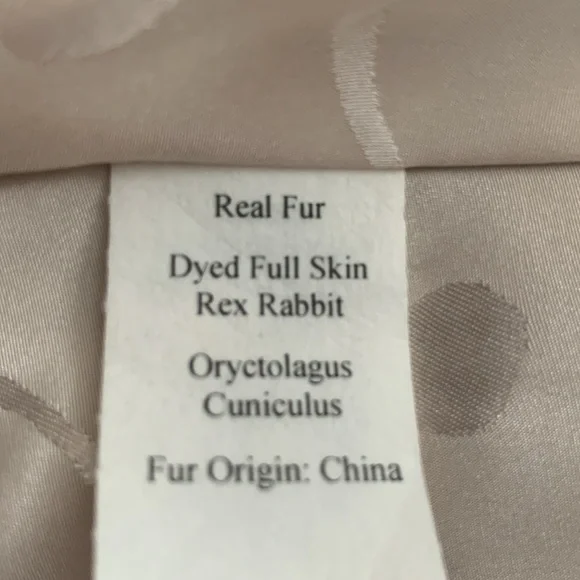 Real Fur
Dyed Full Skin
Rex Rabbit
Oryctolagus
Cuniculus
Fur Origin: China